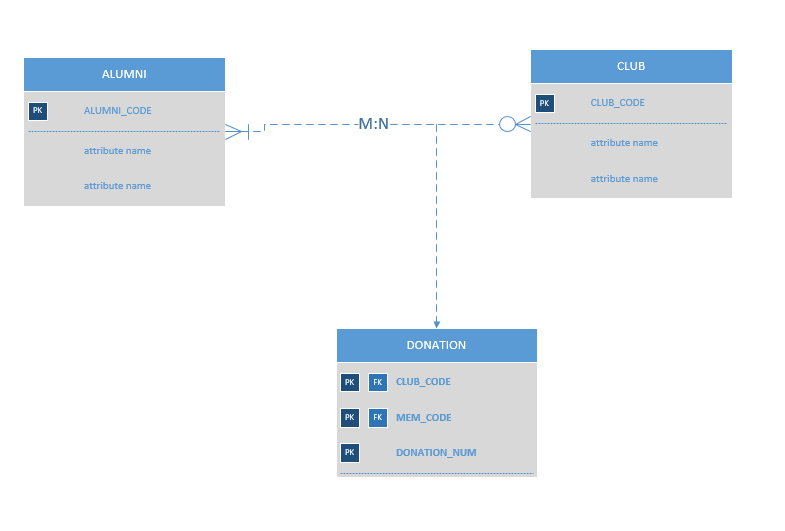 ALUMNI
PK ALUMNI_CODE
attribute name
attribute name
M:N
CLUB
PK CLUB_CODE
attribute name
attribute name
DONATION
PK FK CLUB_CODE
PK FK MEM_CODE
PK DONATION_NUM